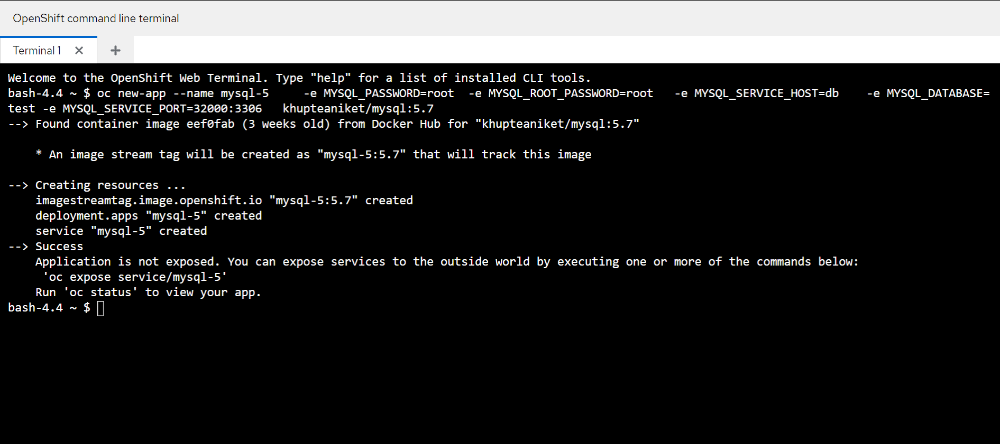 OpenShift command line terminal
Terminal 1
Welcome to the OpenShift Web Terminal. Type "help" for a list of installed CLI tools.
bash-4.4 ~ $ oc new-app --name mysql-5     -e MYSQL_PASSWORD=root  -e MYSQL_ROOT_PASSWORD=root   -e MYSQL_SERVICE_HOST=db    -e MYSQL_DATABASE=
test -e MYSQL_SERVICE_PORT=32000:3306   khupteaniket/mysql:5.7
--> Found container image eef0fab (3 weeks old) from Docker Hub for "khupteaniket/mysql:5.7"
* An image stream tag will be created as "mysql-5:5.7" that will track this image
--> Creating resources ...
imagestreamtag.image.openshift.io "mysql-5:5.7" created
deployment.apps "mysql-5" created
service "mysql-5" created
--> Success
Application is not exposed. You can expose services to the outside world by executing one or more of the commands below:
'oc expose service/mysql-5'
Run 'oc status' to view your app.
bash-4.4 ~ $